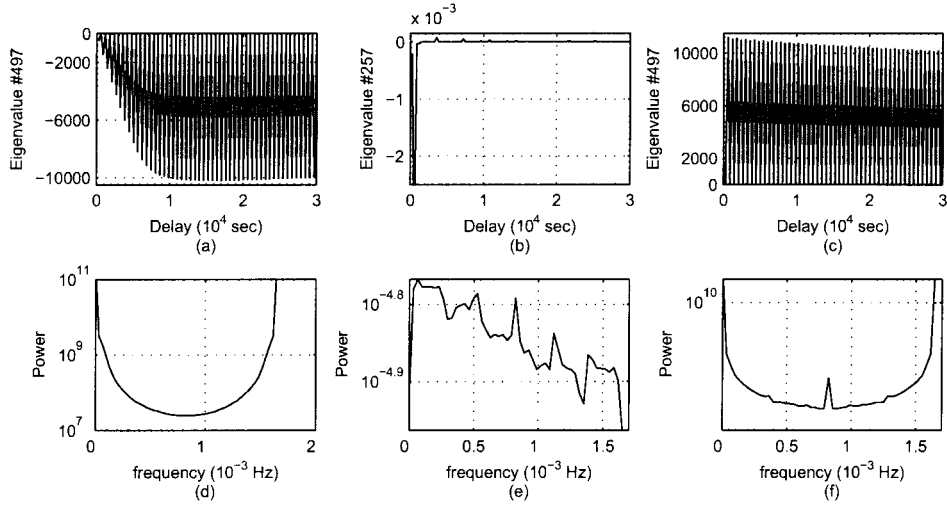 Eigenvalue #497
0
−2000
−4000
−6000
−8000
−10000
0 1 2 3
Delay (10^4 sec)
(a)
x 10^−3
Eigenvalue #257
0
−1
−2
0 1 2 3
Delay (10^4 sec)
(b)
Eigenvalue #497
10000
8000
6000
4000
2000
0
0 1 2 3
Delay (10^4 sec)
(c)
Power
10^11
10^9
10^7
0 1 2
frequency (10^−3 Hz)
(d)
Power
10^−4.8
10^−4.9
0 0.5 1 1.5
frequency (10^−3 Hz)
(e)
Power
10^10
0 0.5 1 1.5
frequency (10^−3 Hz)
(f)